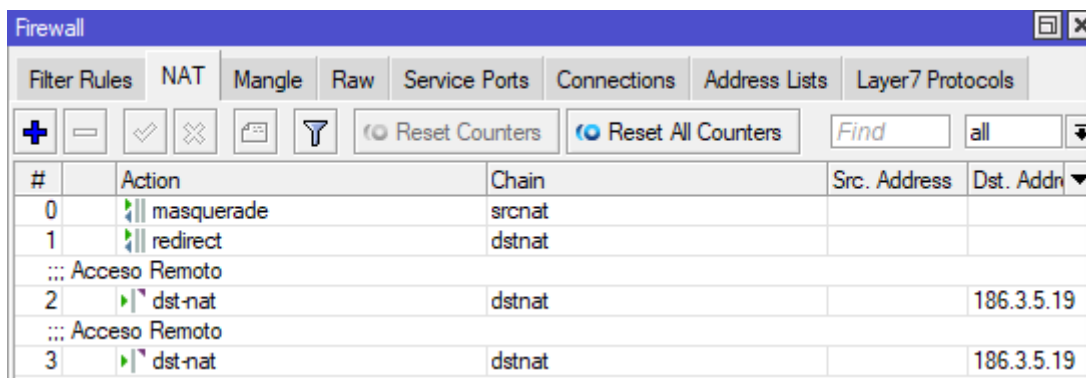 Firewall
Filter Rules NAT Mangle Raw Service Ports Connections Address Lists Layer7 Protocols
Reset Counters Reset All Counters Find all
# Action Chain Src. Address Dst. Addr
0 masquerade srcnat
1 redirect dstnat
;;; Acceso Remoto
2 dst-nat dstnat 186.3.5.19
;;; Acceso Remoto
3 dst-nat dstnat 186.3.5.19